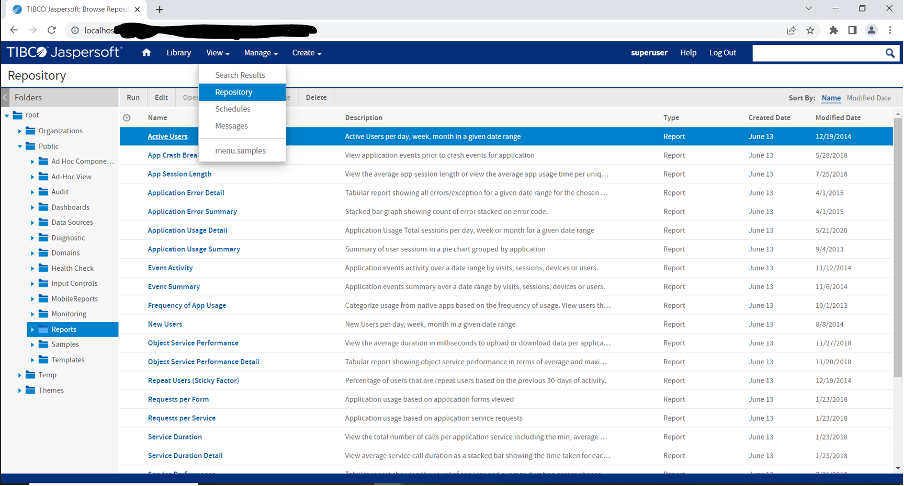 TIBCO Jaspersoft: Browse Reposi
localhos
TIBCO Jaspersoft Library View Manage Create superuser Help Log Out
Search Results
Repository
Schedules
Messages
menu.samples
Repository
Folders Run Edit Ope Delete Sort By: Name Modified Date
root
Organizations
Public
Ad Hoc Compone...
Ad-Hoc View
Audit
Dashboards
Data Sources
Diagnostic
Domains
Health Check
Input Controls
MobileReports
Monitoring
Reports
Samples
Templates
Temp
Themes
Name Description Type Created Date Modified Date
Active Users Active Users per day, week, month in a given date range Report June 13 12/19/2014
App Crash Brea View application events prior to crash events for application Report June 13 5/28/2018
App Session Length View the average app session length or view the average app usage time per uniq... Report June 13 7/25/2018
Application Error Detail Tabular report showing all errors/exception for a given date range for the chosen ... Report June 13 4/1/2015
Application Error Summary Stacked bar graph showing count of error stacked on error code. Report June 13 4/1/2015
Application Usage Detail Application Usage Total sessions per day, week or month for a given date Report June 13 5/21/2020
Application Usage Summary Summary of user sessions in a pie chart grouped by application Report June 13 9/4/2013
Event Activity Application events activity over a date range by visits, sessions, devices or users. Report June 13 11/12/2014
Event Summary Application events summary over a date range by visits, sessions, devices or users. Report June 13 11/6/2014
Frequency of App Usage Categorize usage from native apps based on the frequency of usage. View users th... Report June 13 10/1/2013
New Users New Users per day, week, month in a given date range Report June 13 8/8/2014
Object Service Performance View the average duration in milliseconds to upload or download data per applica... Report June 13 11/27/2018
Object Service Performance Detail Tabular report showing object service performance in terms of average and maxi... Report June 13 11/20/2018
Repeat Users (Sticky Factor) Percentage of users that are repeat users based on the previous 30-days of activity. Report June 13 12/19/2014
Requests per Form Application usage based on application forms viewed Report June 13 1/23/2018
Requests per Service Application usage based on application service requests Report June 13 1/23/2018
Service Duration View the total number of calls per application service including the min, average ... Report June 13 1/23/2018
Service Duration Detail View average service call duration as a stacked bar showing the time taken for eac... Report June 13 1/23/2018